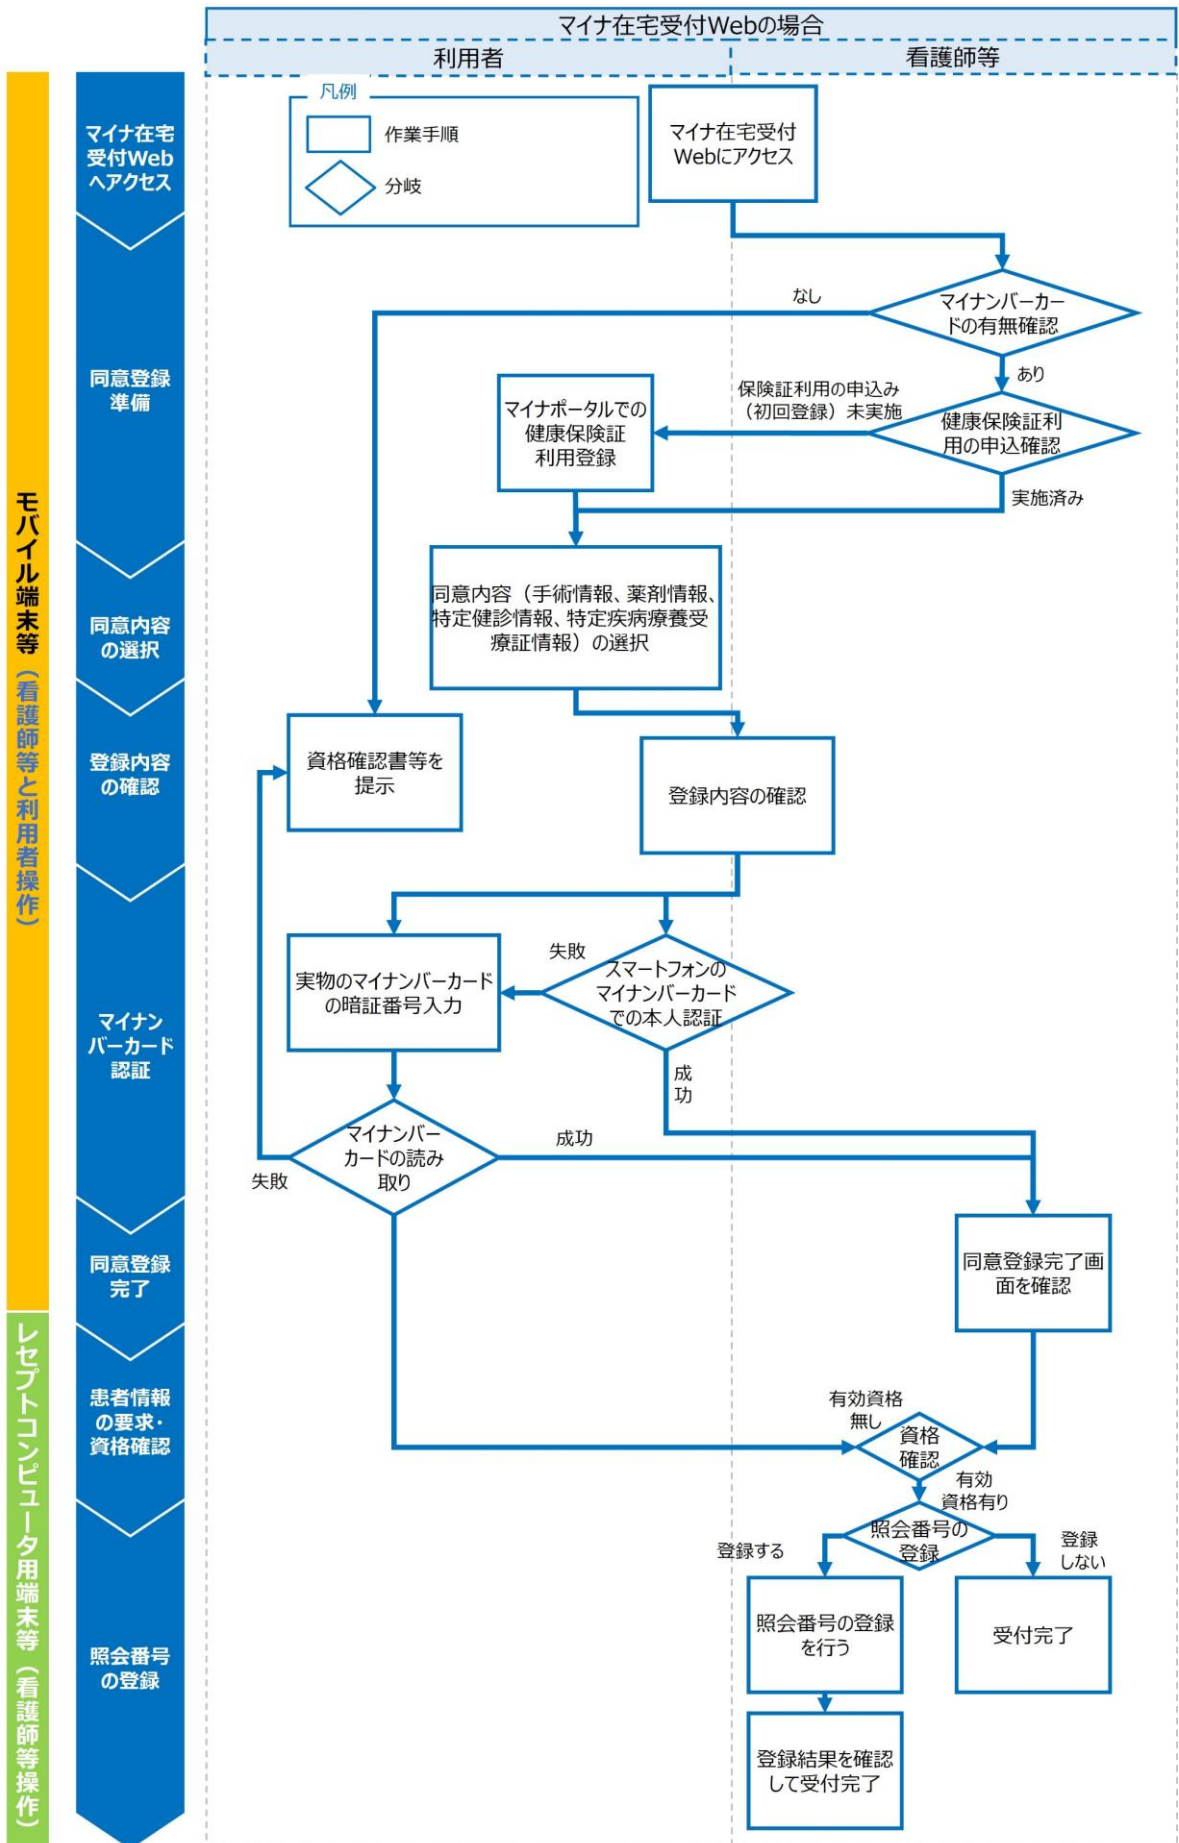 マイナ在宅受付Webの場合
利用者
看護師等
凡例
作業手順
分岐
モバイル端末等（看護師等と利用者操作）
レセプトコンピュータ用端末等（看護師等操作）
マイナ在宅
受付Web
へアクセス
マイナ在宅受付
Webにアクセス
同意登録
準備
マイナンバーカー
ドの有無確認
なし
あり
保険証利用の申込み
（初回登録）未実施
健康保険証利
用の申込確認
マイナポータルでの
健康保険証
利用登録
実施済み
同意内容
の選択
同意内容（手術情報、薬剤情報、
特定健診情報、特定疾病療養受
療証情報）の選択
登録内容
の確認
資格確認書等を
提示
登録内容の確認
マイナン
バーカード
認証
実物のマイナンバーカード
の暗証番号入力
失敗
スマートフォンの
マイナンバーカード
での本人認証
成
功
マイナンバー
カードの読み
取り
成功
失敗
同意登録
完了
同意登録完了画
面を確認
患者情報
の要求・
資格確認
有効資格
無し
資格
確認
有効
資格有り
照会番号
の登録
照会番号の
登録
登録する
登録
しない
照会番号の登録
を行う
受付完了
登録結果を確認
して受付完了